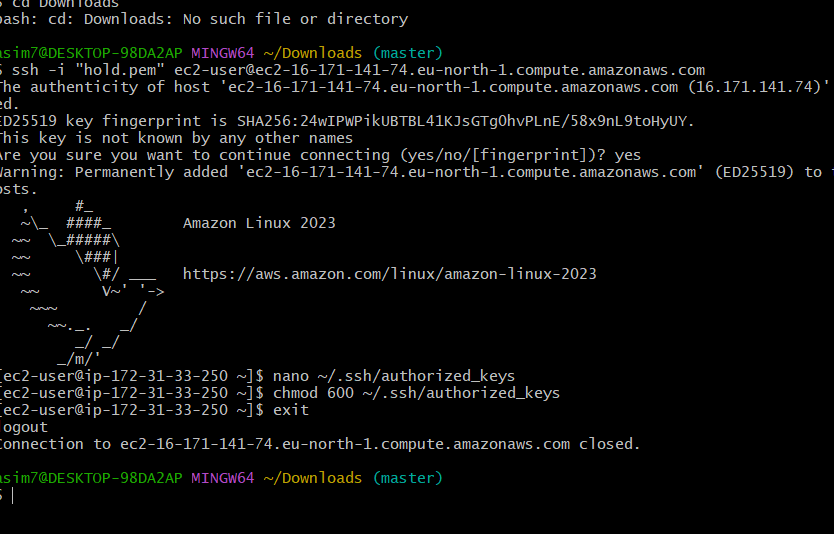 $ cd Downloads
bash: cd: Downloads: No such file or directory
asim7@DESKTOP-98DA2AP MINGW64 ~/Downloads (master)
$ ssh -i "hold.pem" ec2-user@ec2-16-171-141-74.eu-north-1.compute.amazonaws.com
The authenticity of host 'ec2-16-171-141-74.eu-north-1.compute.amazonaws.com (16.171.141.74)'
ed.
ED25519 key fingerprint is SHA256:24wIPWPikUBTBL41KJsGTgOhvPLnE/58x9nL9toHyUY.
This key is not known by any other names
Are you sure you want to continue connecting (yes/no/[fingerprint])? yes
Warning: Permanently added 'ec2-16-171-141-74.eu-north-1.compute.amazonaws.com' (ED25519) to
osts.
   ,     #_
   ~\_  ####_        Amazon Linux 2023
  ~~  \_#####\
  ~~     \###|
  ~~       \#/ ___   https://aws.amazon.com/linux/amazon-linux-2023
   ~~       V~' '->
    ~~~         /
      ~~._.   _/
         _/ _/
       _/m/'
[ec2-user@ip-172-31-33-250 ~]$ nano ~/.ssh/authorized_keys
[ec2-user@ip-172-31-33-250 ~]$ chmod 600 ~/.ssh/authorized_keys
[ec2-user@ip-172-31-33-250 ~]$ exit
logout
Connection to ec2-16-171-141-74.eu-north-1.compute.amazonaws.com closed.
asim7@DESKTOP-98DA2AP MINGW64 ~/Downloads (master)
$